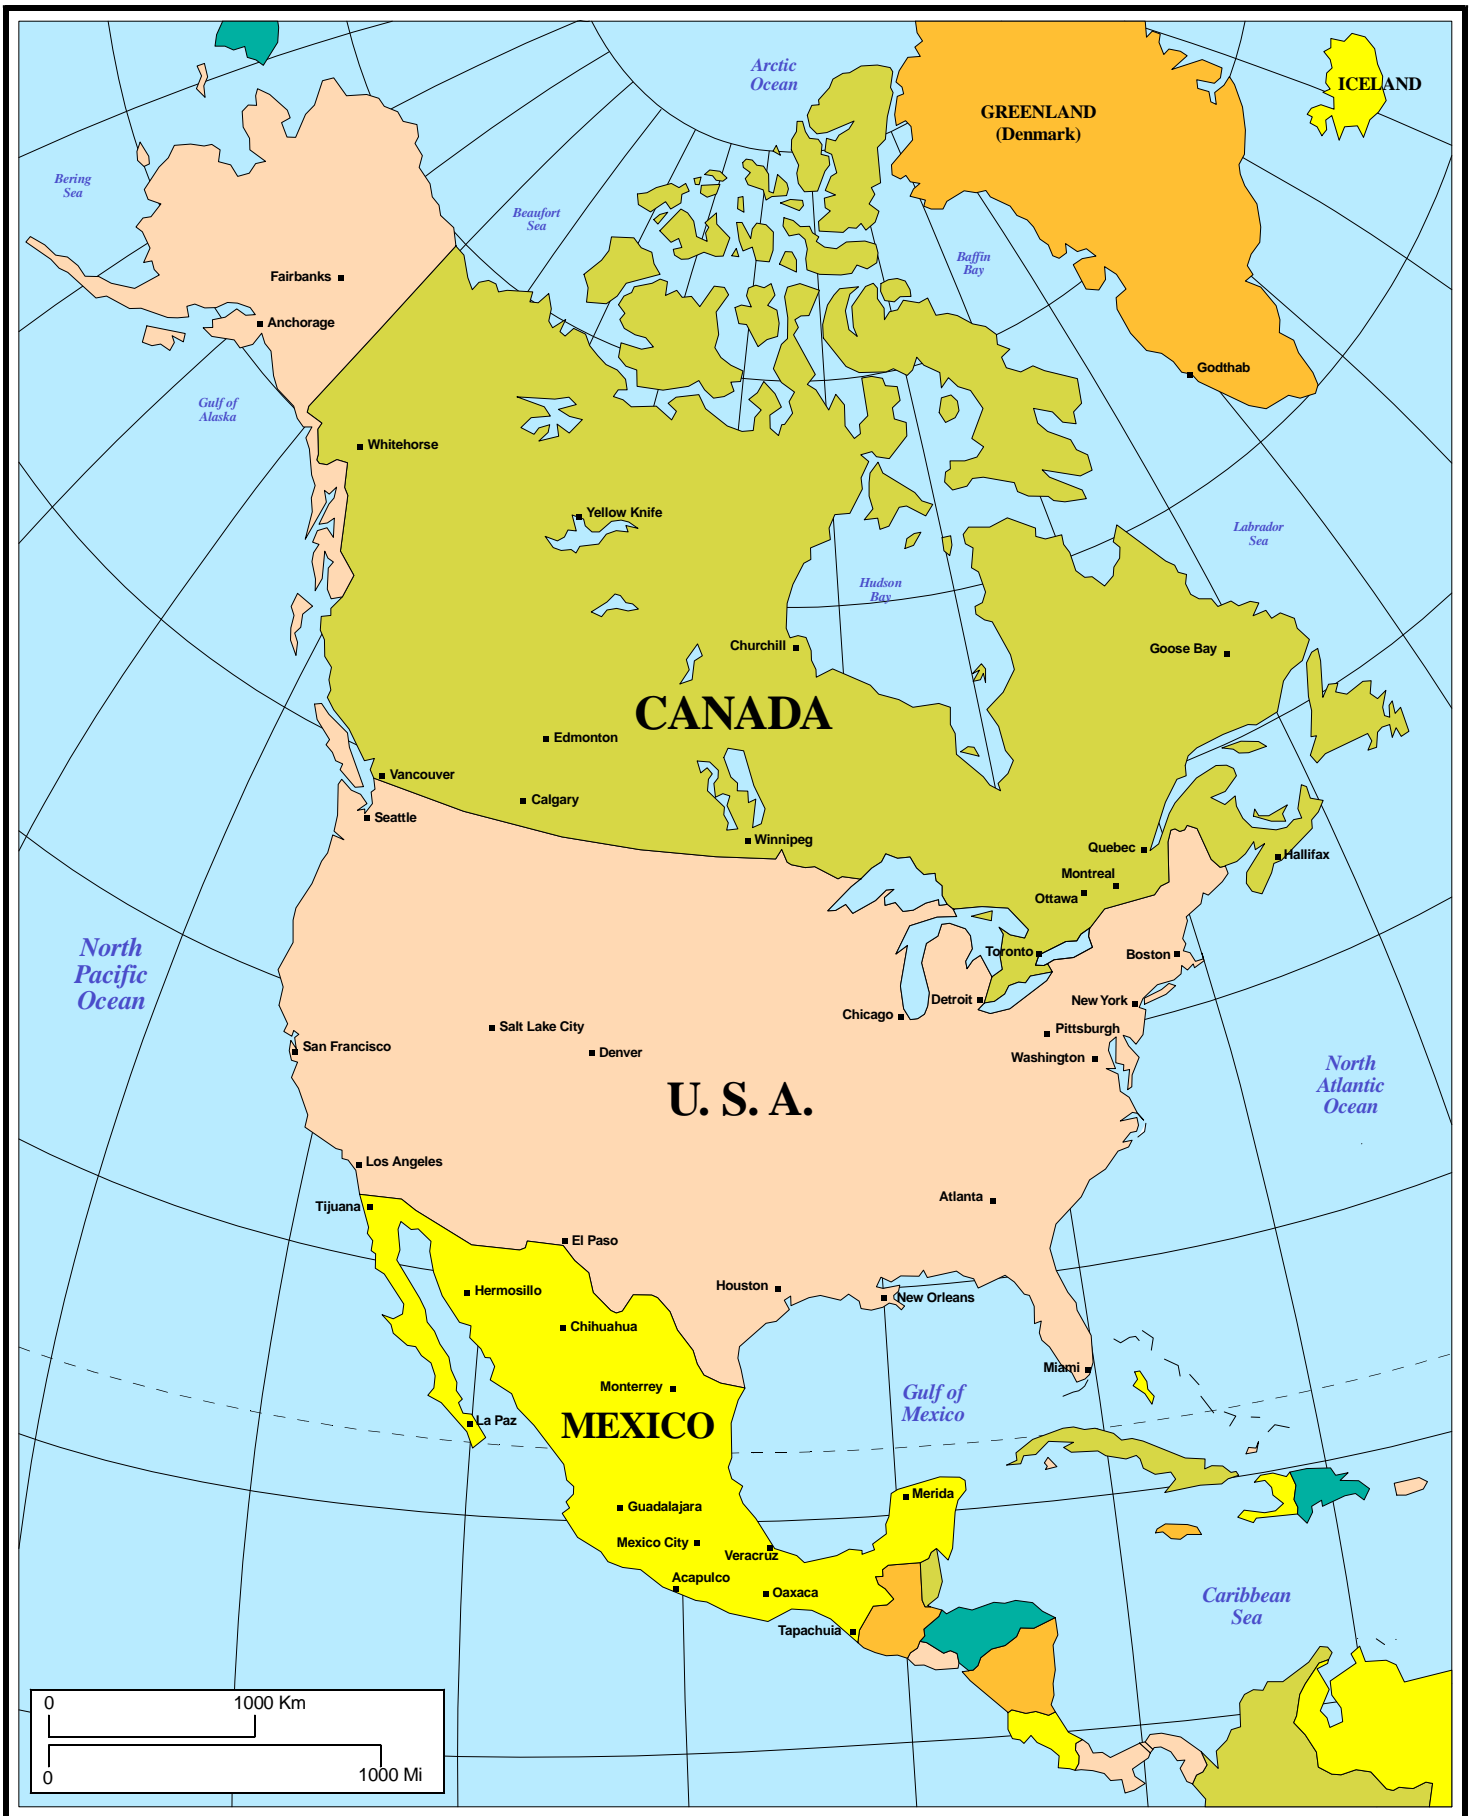 Arctic
Ocean
ICELAND
GREENLAND
(Denmark)
Bering
Sea
Beaufort
Sea
Baffin
Bay
Fairbanks
Anchorage
Godthab
Gulf of
Alaska
Whitehorse
Yellow Knife
Labrador
Sea
Hudson
Bay
Churchill
Goose Bay
CANADA
Edmonton
Vancouver
Calgary
Seattle
Winnipeg
Quebec
Hallifax
Montreal
Ottawa
North
Pacific
Ocean
Toronto
Boston
Detroit
New York
Chicago
Salt Lake City
Pittsburgh
San Francisco
Denver
Washington
North
Atlantic
Ocean
U. S. A.
Los Angeles
Atlanta
Tijuana
El Paso
Houston
Hermosillo
New Orleans
Chihuahua
Miami
Monterrey
Gulf of
Mexico
La Paz
MEXICO
Merida
Guadalajara
Mexico City
Veracruz
Acapulco
Oaxaca
Caribbean
Sea
Tapachuia
0 1000 Km
0 1000 Mi